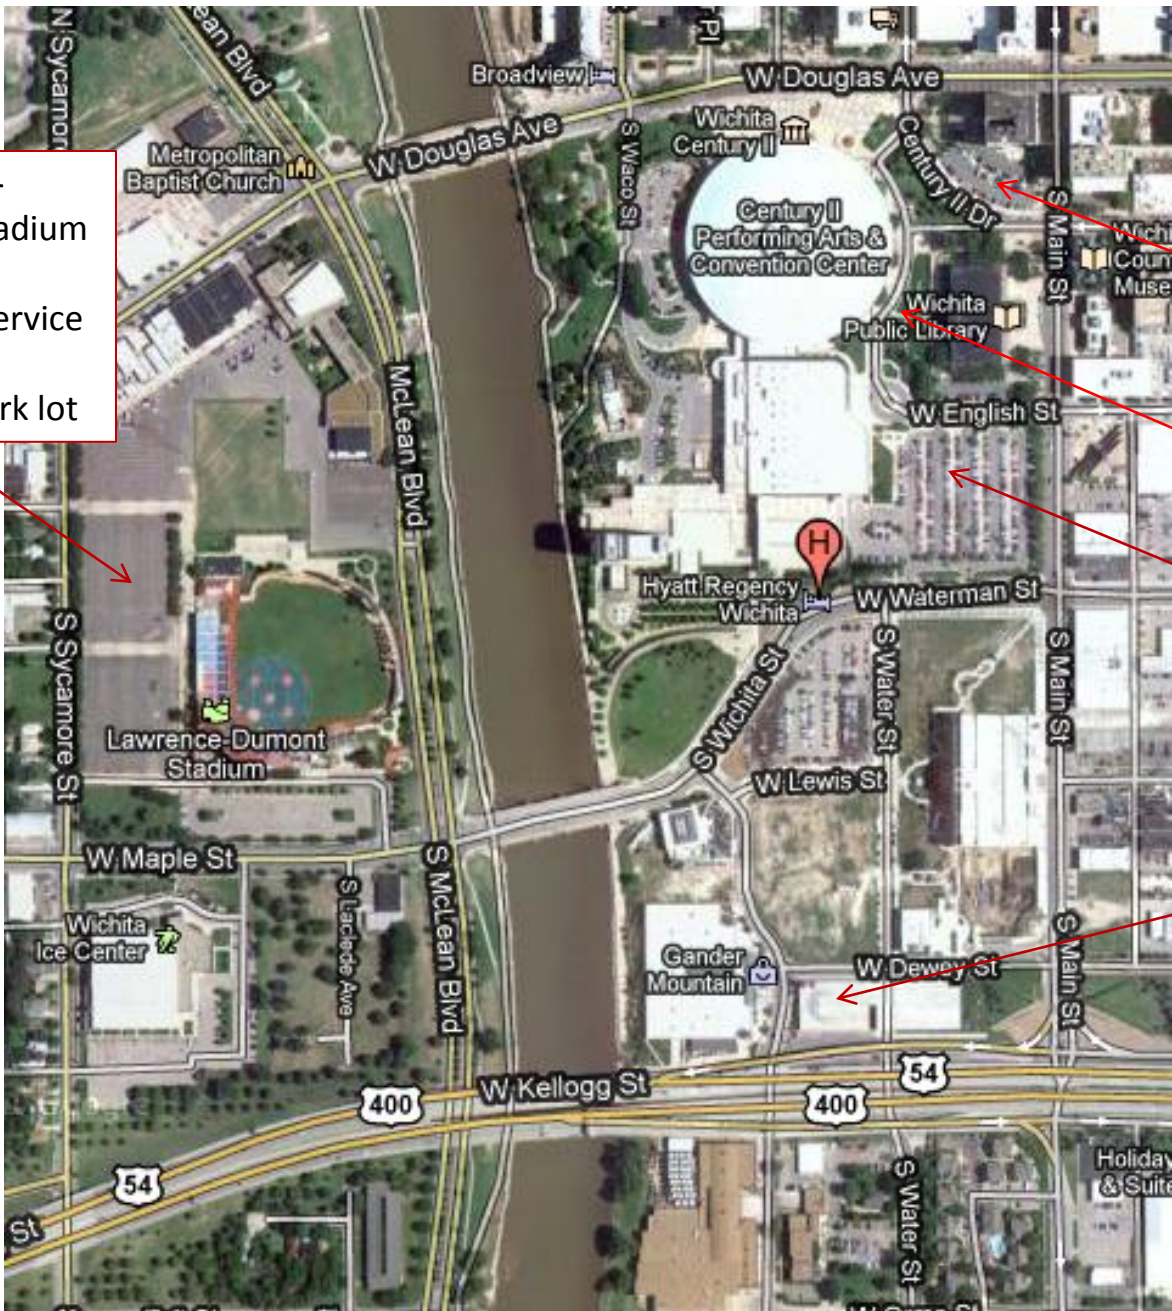 N Sycamore
McLean Blvd
Broadview
W Douglas Ave
Wichita
Century II
S Waco St
W Douglas Ave
Metropolitan
Baptist Church
Century II Dr
Century II
Performing Arts &
Convention Center
S Main St
adium
ervice
rk lot
Wichita
Public Library
McLean Blvd
W English St
H
Hyatt Regency
Wichita
W Waterman St
S Sycamore St
S Wichita St
S Water St
S Main St
Lawrence-Dumont
Stadium
W Lewis St
W Maple St
S McLean Blvd
S Laclede Ave
Wichita
Ice Center
Gander
Mountain
W Dewey St
S Main St
W Kellogg St
54
400
400
54
St
Holiday
& Suite
S Water St